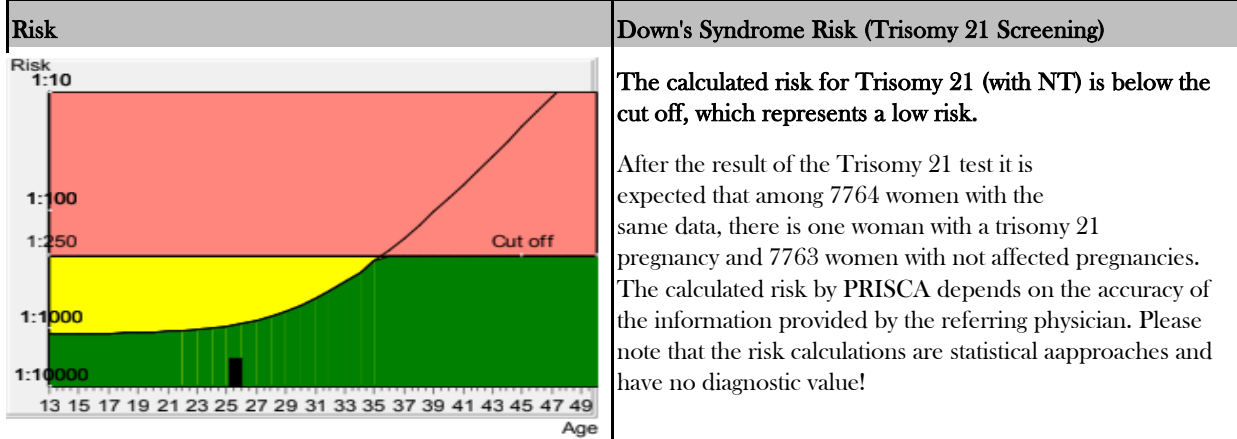 Risk
Down's Syndrome Risk (Trisomy 21 Screening)
Risk
1:10
1:100
1:250
Cut off
1:1000
1:10000
13 15 17 19 21 23 25 27 29 31 33 35 37 39 41 43 45 47 49
Age
The calculated risk for Trisomy 21 (with NT) is below the
cut off, which represents a low risk.
After the result of the Trisomy 21 test it is
expected that among 7764 women with the
same data, there is one woman with a trisomy 21
pregnancy and 7763 women with not affected pregnancies.
The calculated risk by PRISCA depends on the accuracy of
the information provided by the referring physician. Please
note that the risk calculations are statistical aapproaches and
have no diagnostic value!